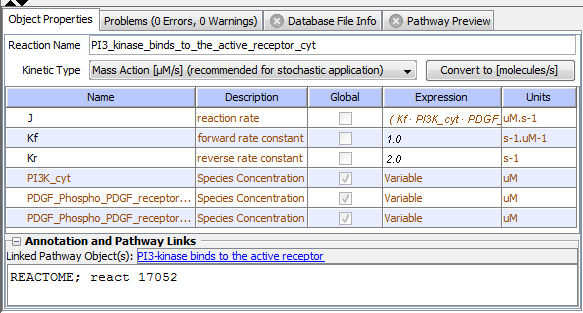 Object Properties Problems (0 Errors, 0 Warnings) Database File Info Pathway Preview
Reaction Name PI3_kinase_binds_to_the_active_receptor_cyt
Kinetic Type Mass Action [µM/s] (recommended for stochastic application) Convert to [molecules/s]
Name Description Global Expression Units
J reaction rate ( Kf · PI3K_cyt · PDGF_ uM.s-1
Kf forward rate constant 1.0 s-1.uM-1
Kr reverse rate constant 2.0 s-1
PI3K_cyt Species Concentration Variable uM
PDGF_Phospho_PDGF_receptor... Species Concentration Variable uM
PDGF_Phospho_PDGF_receptor... Species Concentration Variable uM
Annotation and Pathway Links
Linked Pathway Object(s): PI3-kinase binds to the active receptor
REACTOME; react 17052